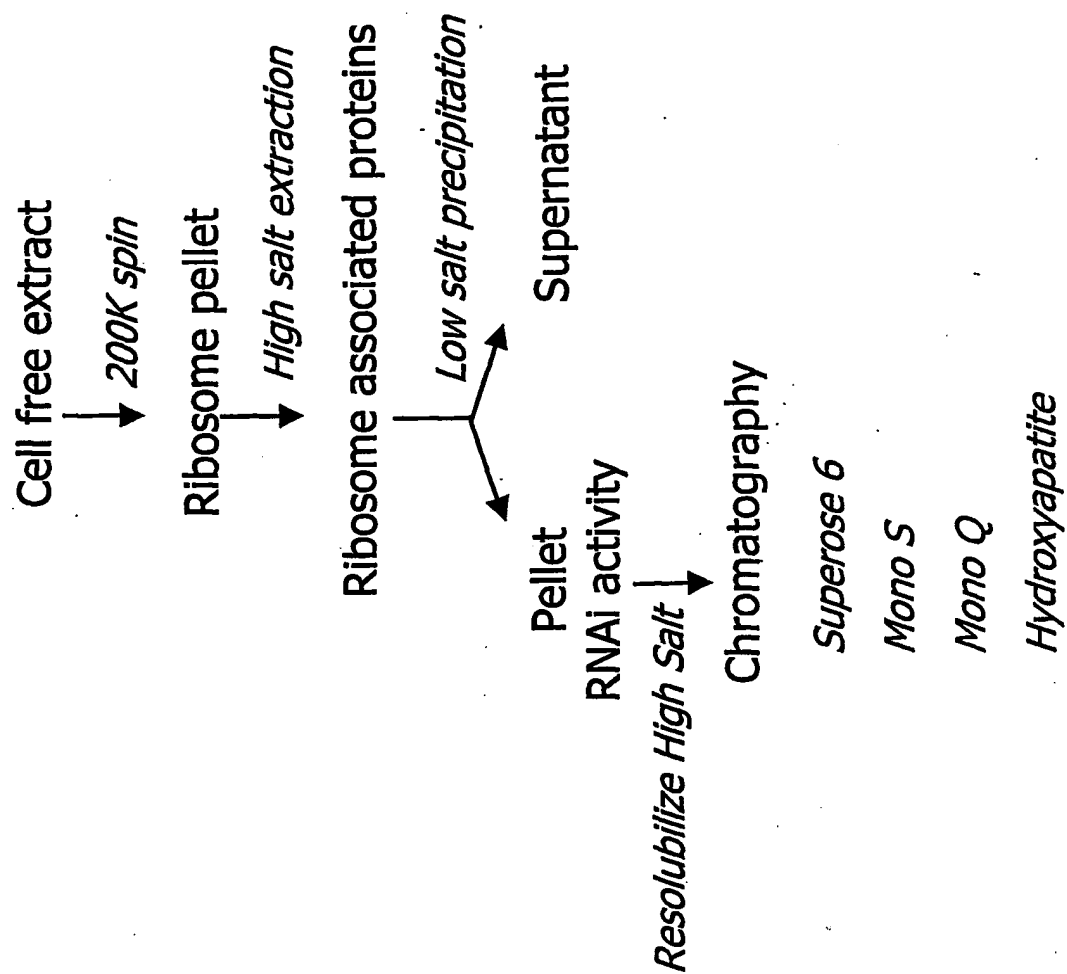 Cell free extract
200K spin
Ribosome pellet
High salt extraction
Ribosome associated proteins
Low salt precipitation
Pellet
RNAi activity
Supernatant
Resolubilize High Salt
Chromatography
Superose 6
Mono S
Mono Q
Hydroxyapatite